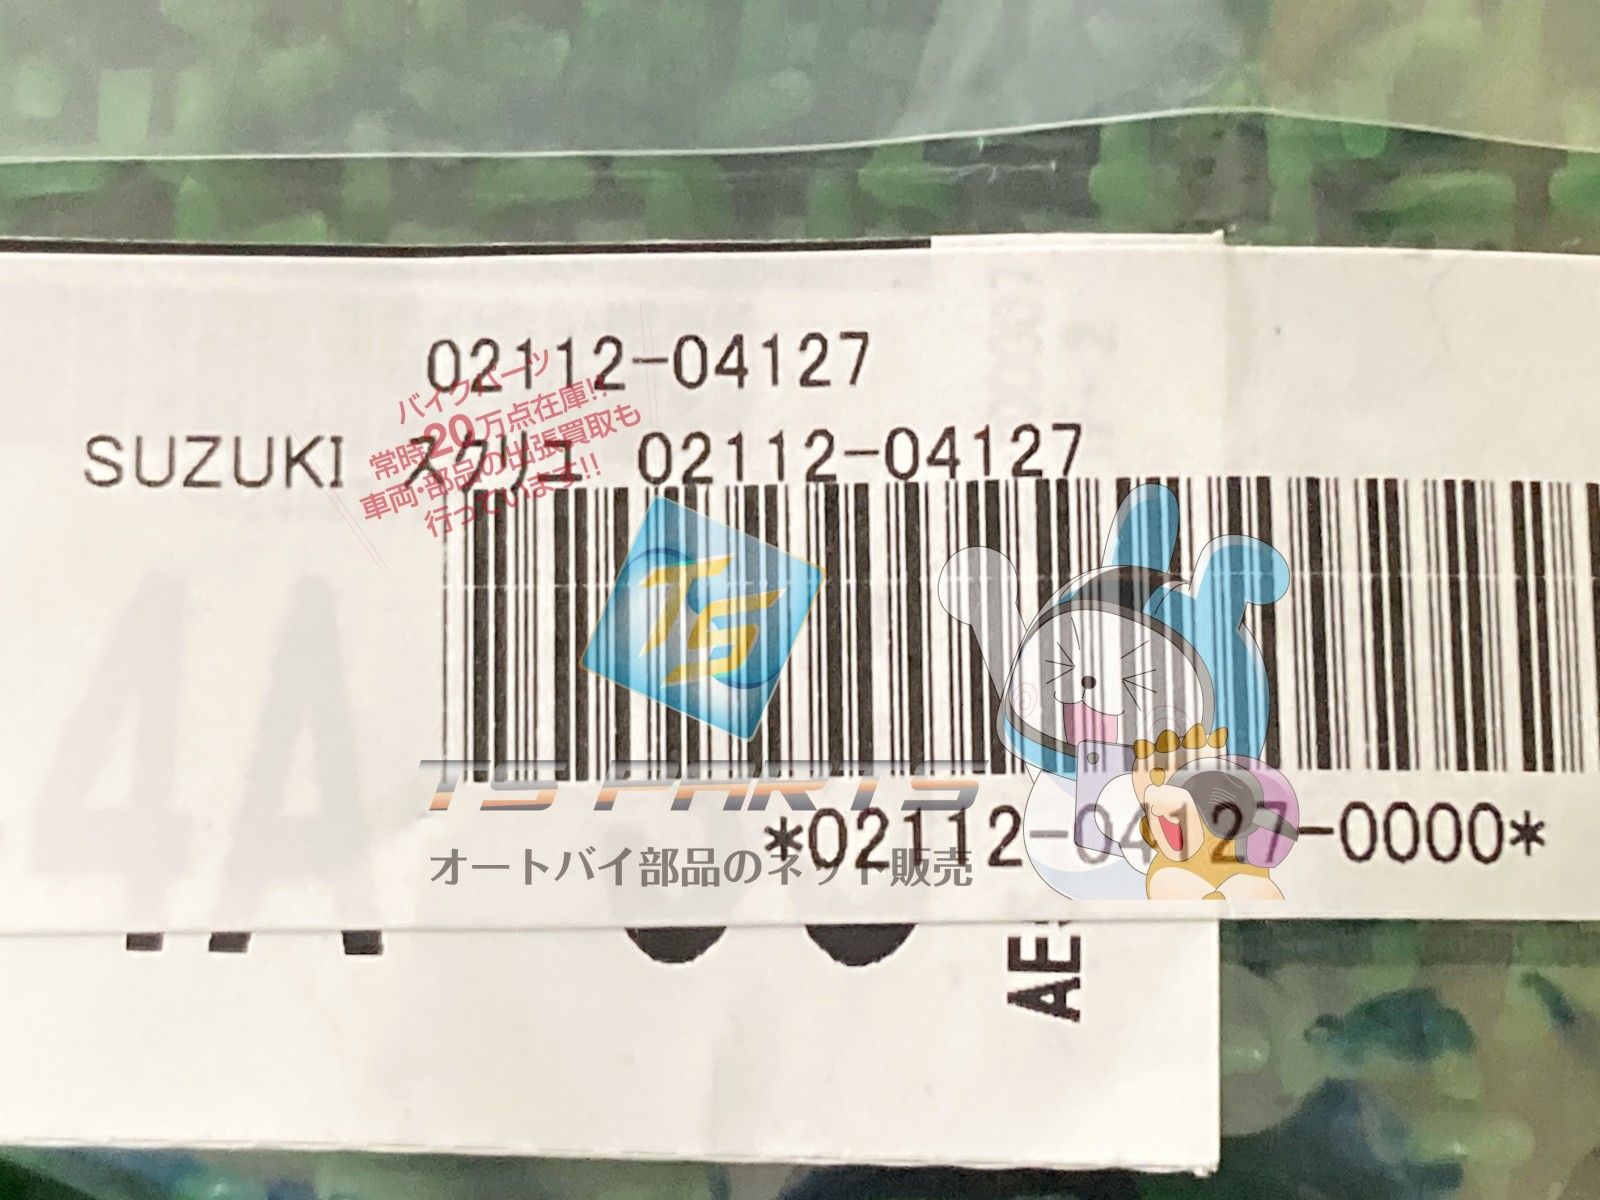 02112-04127
SUZUKI スクリュ 02112-04127
バイクパーツ
常時20万点在庫!!
車両・部品の出張買取も
行っています!!
TS
TS PARTS
*02112-04127-0000*
オートバイ部品のネット販売
4A